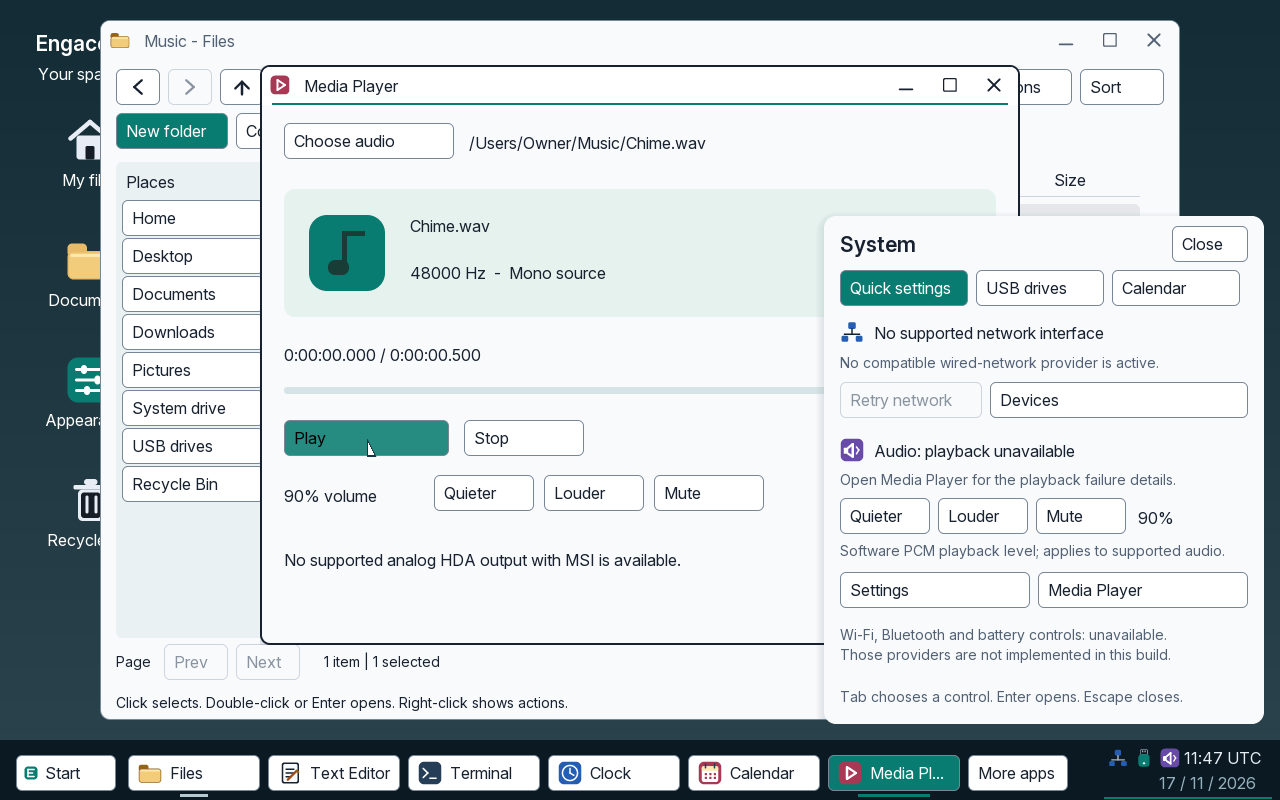 Your
Music - Files
Sort
New folder
Places
Size
Home
Desktop
Documents
Downloads
Pictures
System drive
USB drives
Recycle Bin
Page
Prev
Next
1 item | 1 selected
Click selects. Double-click or Enter opens. Right-click shows actions.
Media Player
Choose audio
/Users/Owner/Music/Chime.wav
Chime.wav
48000 Hz - Mono source
0:00:00.000 / 0:00:00.500
Play
Stop
90% volume
Quieter
Louder
Mute
No supported analog HDA output with MSI is available.
System
Close
Quick settings
USB drives
Calendar
No supported network interface
No compatible wired-network provider is active.
Retry network
Devices
Audio: playback unavailable
Open Media Player for the playback failure details.
Quieter
Louder
Mute
90%
Software PCM playback level; applies to supported audio.
Settings
Media Player
Wi-Fi, Bluetooth and battery controls: unavailable.
Those providers are not implemented in this build.
Tab chooses a control. Enter opens. Escape closes.
My
Start
Files
Text Editor
Terminal
Clock
Calendar
Media Pl...
More apps
11:47 UTC
17 / 11 / 2026